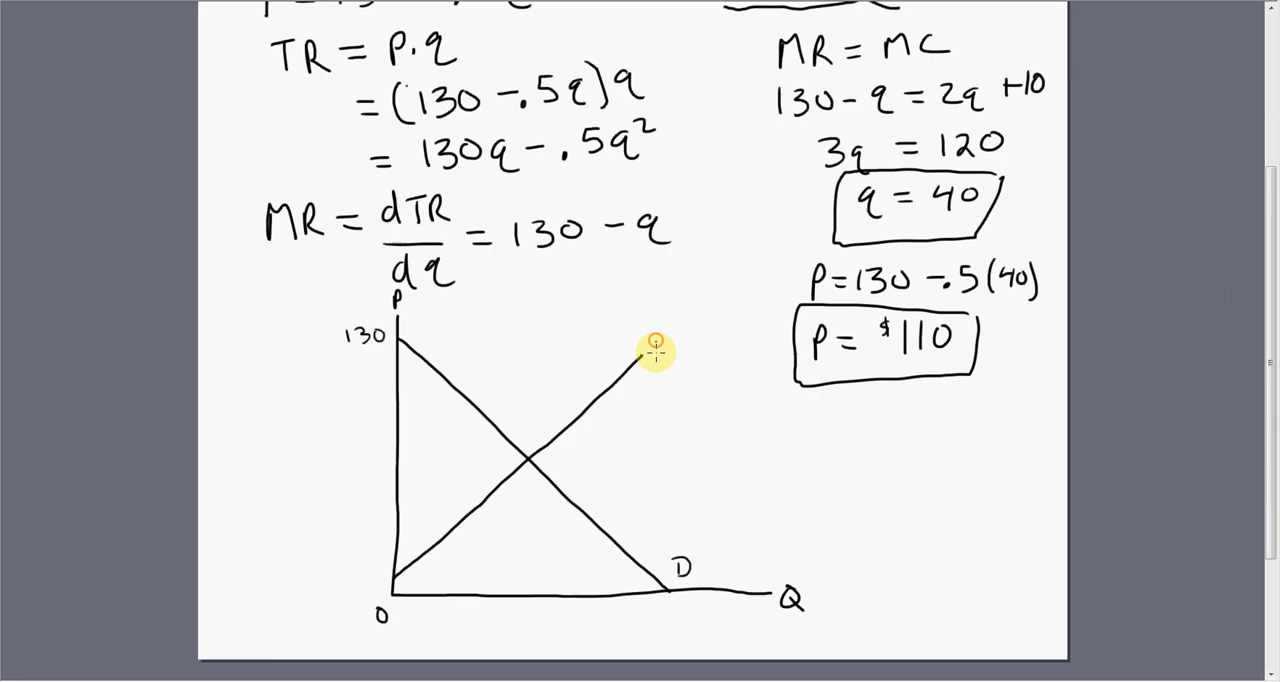 TR = P.q
= (130 - .5q)q
= 130q - .5q²
MR = dTR/dq = 130 - q
MR = MC
130 - q = 2q + 10
3q = 120
q = 40
P = 130 - .5(40)
P = $110
P
130
D
Q
0